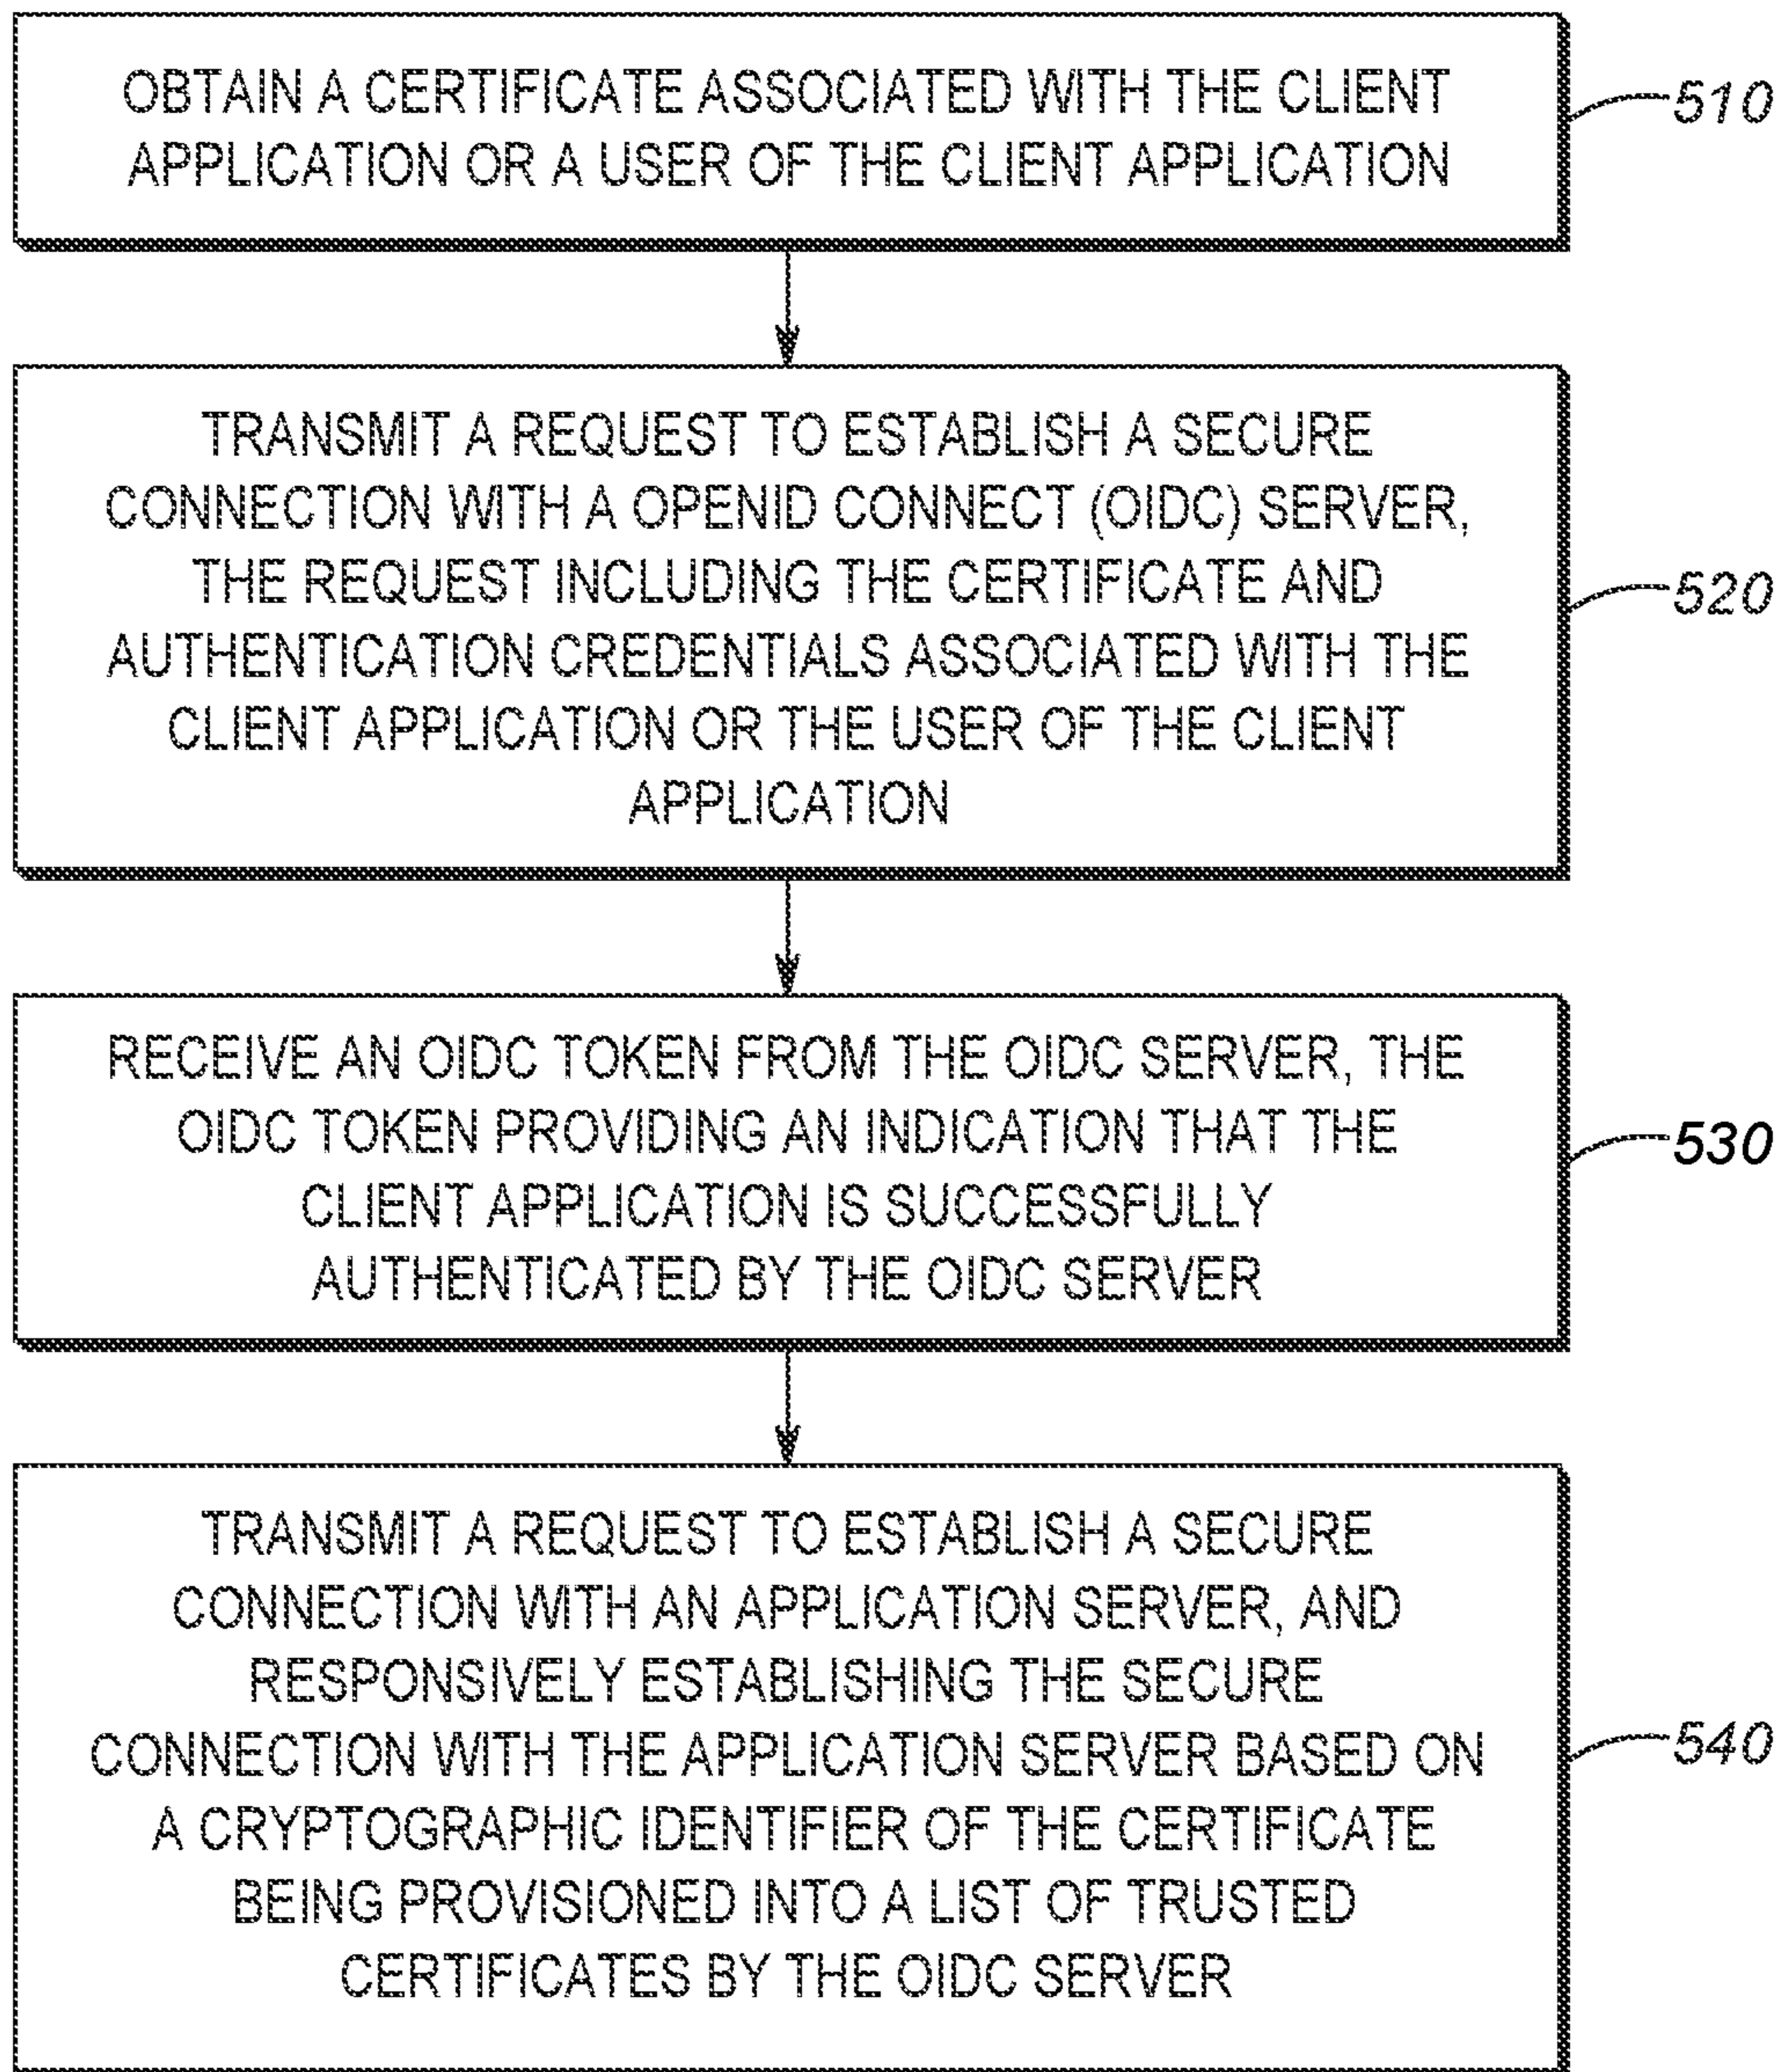 OBTAIN A CERTIFICATE ASSOCIATED WITH THE CLIENT
APPLICATION OR A USER OF THE CLIENT APPLICATION
510
TRANSMIT A REQUEST TO ESTABLISH A SECURE
CONNECTION WITH A OPENID CONNECT (OIDC) SERVER,
THE REQUEST INCLUDING THE CERTIFICATE AND
AUTHENTICATION CREDENTIALS ASSOCIATED WITH THE
CLIENT APPLICATION OR THE USER OF THE CLIENT
APPLICATION
520
RECEIVE AN OIDC TOKEN FROM THE OIDC SERVER, THE
OIDC TOKEN PROVIDING AN INDICATION THAT THE
CLIENT APPLICATION IS SUCCESSFULLY
AUTHENTICATED BY THE OIDC SERVER
530
TRANSMIT A REQUEST TO ESTABLISH A SECURE
CONNECTION WITH AN APPLICATION SERVER, AND
RESPONSIVELY ESTABLISHING THE SECURE
CONNECTION WITH THE APPLICATION SERVER BASED ON
A CRYPTOGRAPHIC IDENTIFIER OF THE CERTIFICATE
BEING PROVISIONED INTO A LIST OF TRUSTED
CERTIFICATES BY THE OIDC SERVER
540